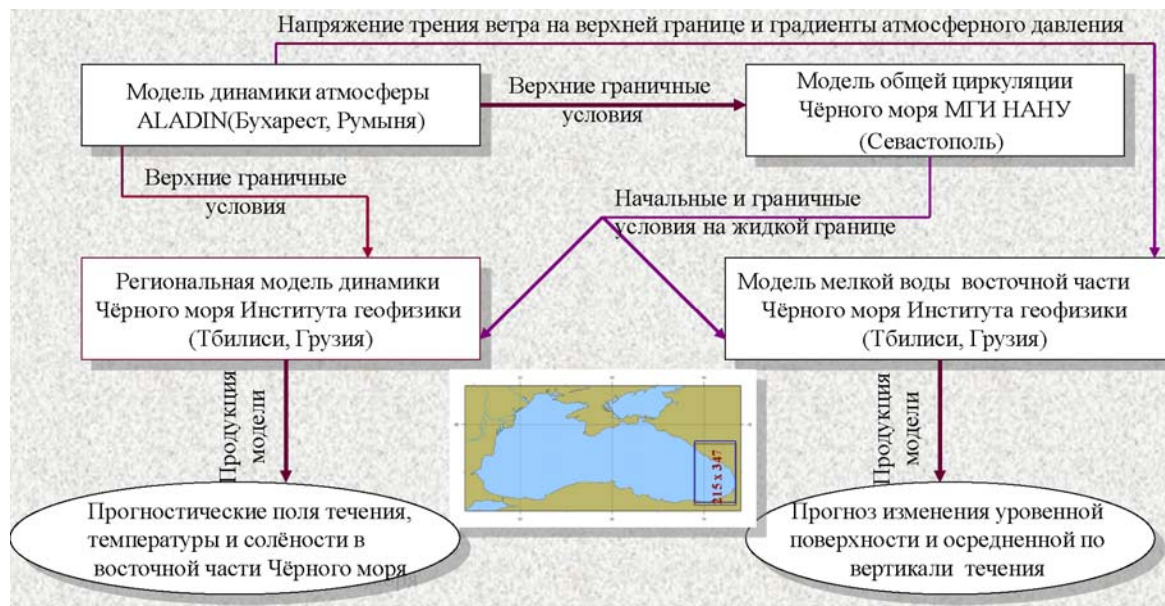 Напряжение трения ветра на верхней границе и градиенты атмосферного давления
Модель динамики атмосферы
ALADIN(Бухарест, Румыня)
Верхние граничные
условия
Модель общей циркуляции
Чёрного моря МГИ НАНУ
(Севастополь)
Верхние граничные
условия
Начальные и граничные
условия на жидкой границе
Региональная модель динамики
Чёрного моря Института геофизики
(Тбилиси, Грузия)
Модель мелкой воды восточной части
Чёрного моря Института геофизики
(Тбилиси, Грузия)
Продукция
модели
215 x 347
Продукция
модели
Прогностические поля течения,
температуры и солёности в
восточной части Чёрного моря
Прогноз изменения уровенной
поверхности и осредненной по
вертикали течения